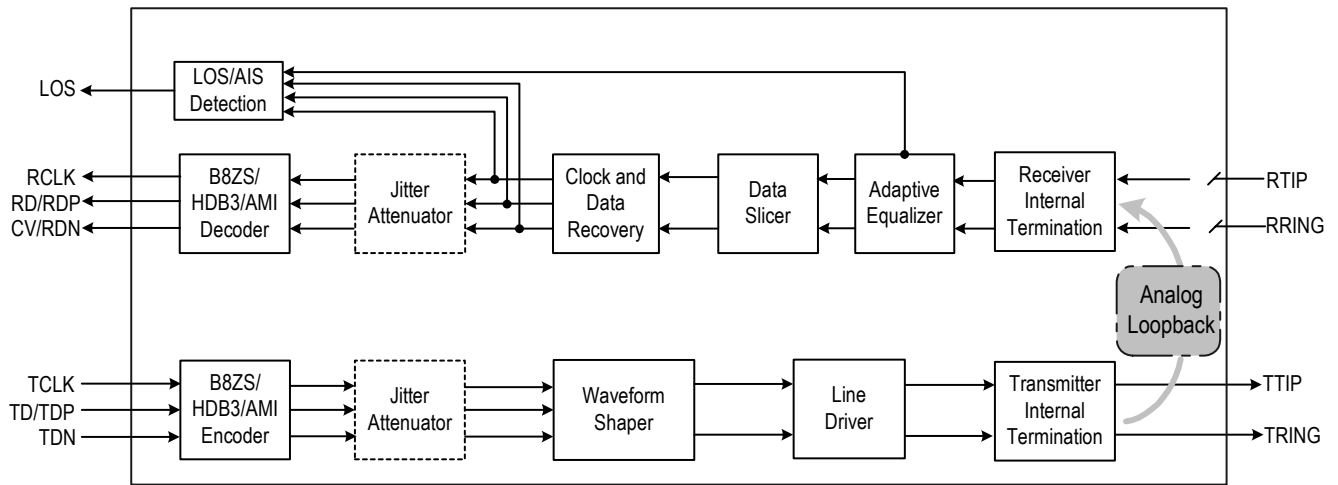 LOS
LOS/AIS
Detection
RCLK
RD/RDP
CV/RDN
B8ZS/
HDB3/AMI
Decoder
Jitter
Attenuator
Clock and
Data
Recovery
Data
Slicer
Adaptive
Equalizer
Receiver
Internal
Termination
RTIP
RRING
Analog
Loopback
TCLK
TD/TDP
TDN
B8ZS/
HDB3/AMI
Encoder
Jitter
Attenuator
Waveform
Shaper
Line
Driver
Transmitter
Internal
Termination
TTIP
TRING